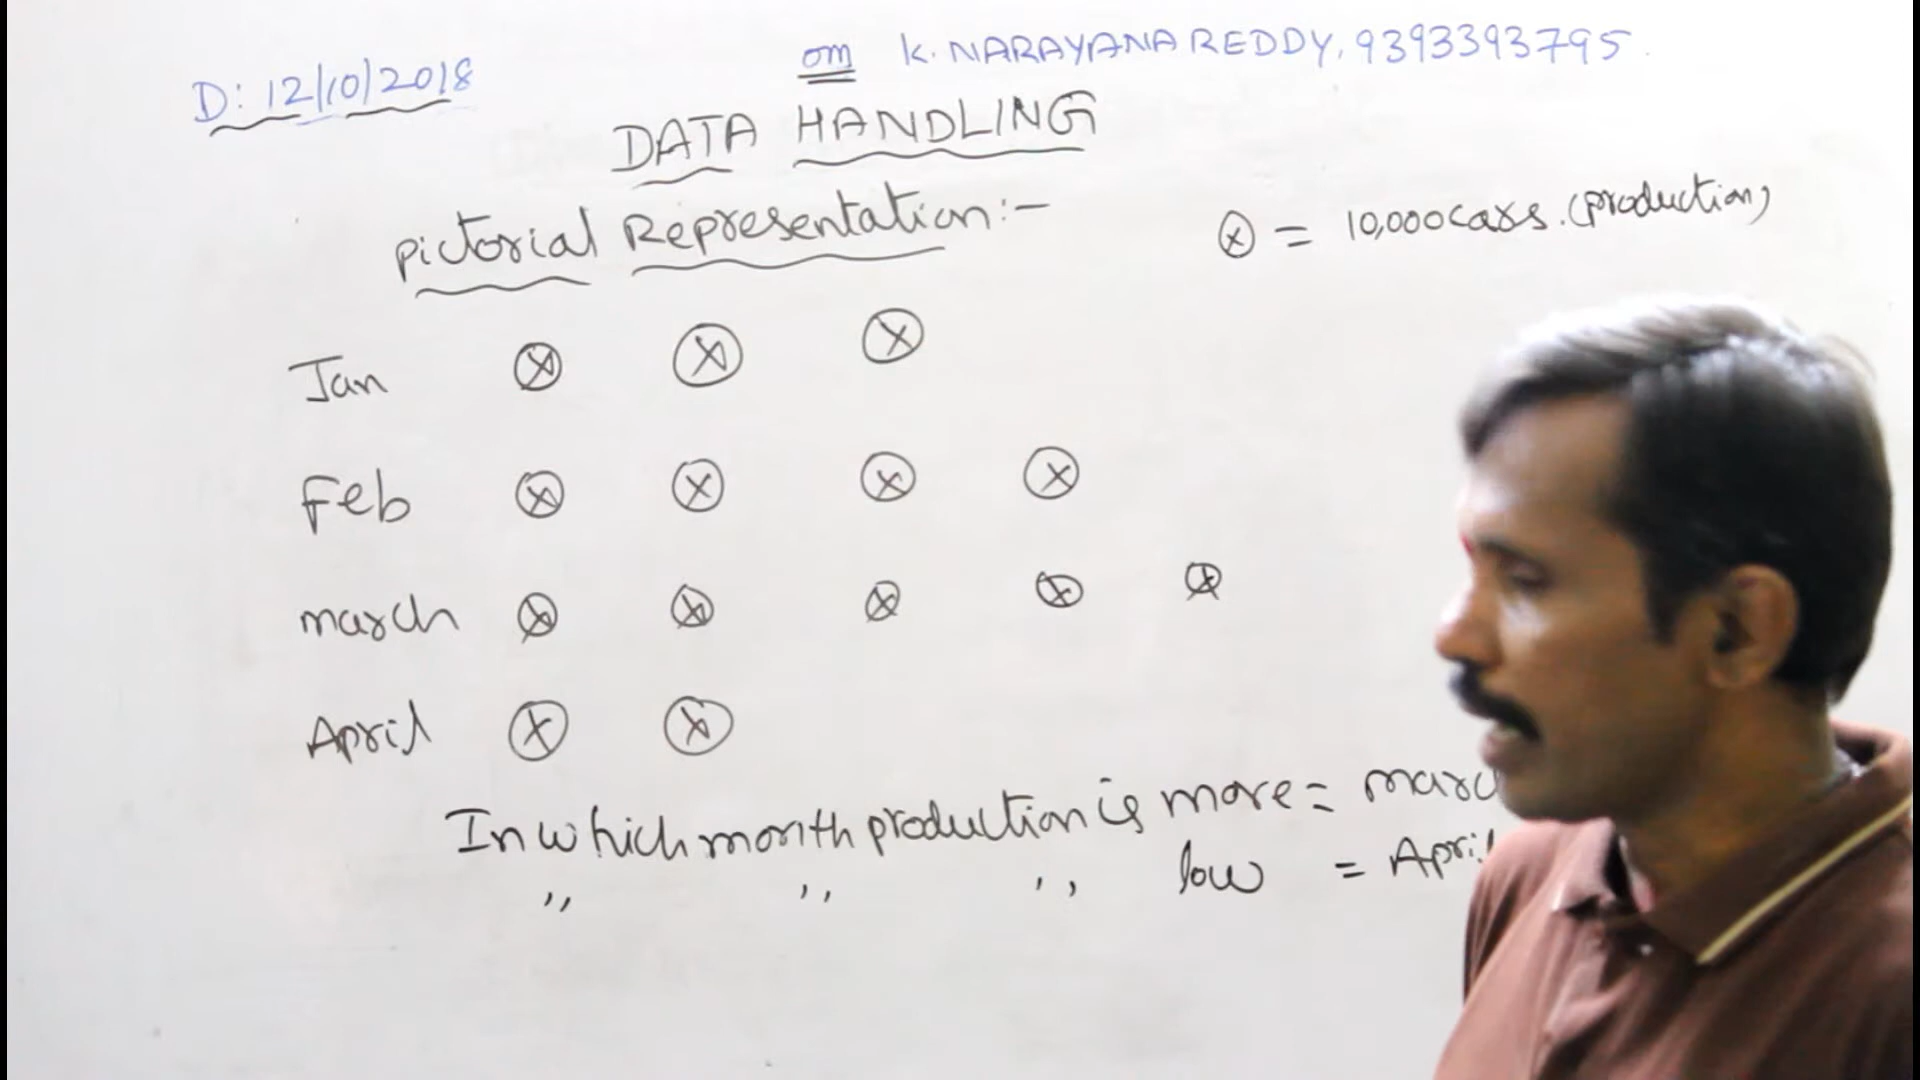 D: 12/10/2018
om K. NARAYANA REDDY, 9393393795.
DATA HANDLING
Pictorial Representation:-
ⓧ = 10,000 cars. (production)
Jan ⓧ ⓧ ⓧ
Feb ⓧ ⓧ ⓧ ⓧ
march ⓧ ⓧ ⓧ ⓧ ⓧ
April ⓧ ⓧ
In which month production is more = marc
" " " low = April